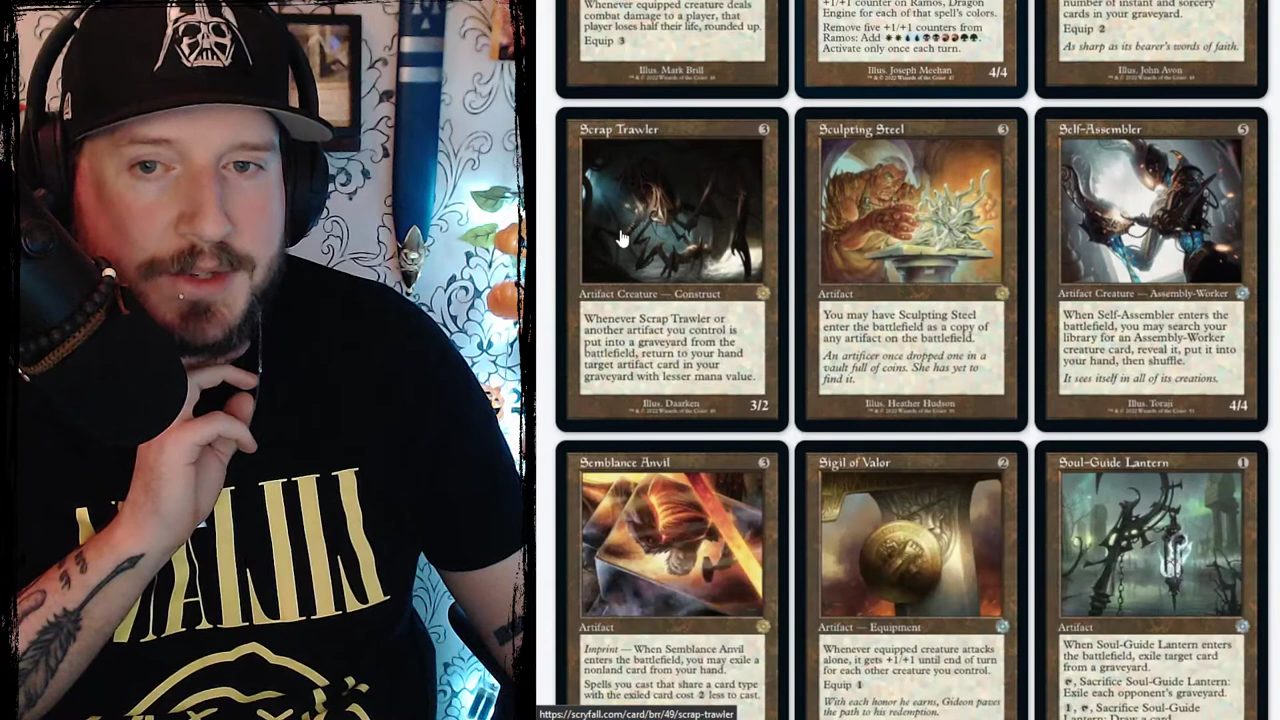 Whenever equipped creature deals
combat damage to a player, that
player loses half their life, rounded up.
Equip 3
Illus. Mark Brill
+1/+1 counter on Ramos, Dragon
Engine for each of that spell's colors.
Remove five +1/+1 counters from
Ramos: Add
Activate only once each turn.
Illus. Joseph Meehan
4/4
number of instant and sorcery
cards in your graveyard.
Equip 2
As sharp as its bearer's words of faith.
Illus. John Avon
Scrap Trawler 3
Artifact Creature — Construct
Whenever Scrap Trawler or
another artifact you control is
put into a graveyard from the
battlefield, return to your hand
target artifact card in your
graveyard with lesser mana value.
Illus. Daarken
3/2
Sculpting Steel 3
Artifact
You may have Sculpting Steel
enter the battlefield as a copy of
any artifact on the battlefield.
An artificer once dropped one in a
vault full of coins. She has yet to
find it.
Illus. Heather Hudson
Self-Assembler 5
Artifact Creature — Assembly-Worker
When Self-Assembler enters the
battlefield, you may search your
library for an Assembly-Worker
creature card, reveal it, put it into
your hand, then shuffle.
It sees itself in all of its creations.
Illus. Toraji
4/4
Semblance Anvil 3
Artifact
Imprint — When Semblance Anvil
enters the battlefield, you may exile a
nonland card from your hand.
Spells you cast that share a card type
with the exiled card cost 2 less to cast.
Sigil of Valor 2
Artifact — Equipment
Whenever equipped creature attacks
alone, it gets +1/+1 until end of turn
for each other creature you control.
Equip 1
With each honor he earns, Gideon paves
the path to his redemption.
Soul-Guide Lantern 1
Artifact
When Soul-Guide Lantern enters
the battlefield, exile target card
from a graveyard.
, Sacrifice Soul-Guide Lantern:
Exile each opponent's graveyard.
1, , Sacrifice Soul-Guide
Lantern: Draw a card.
https://scryfall.com/card/brr/49/scrap-trawler